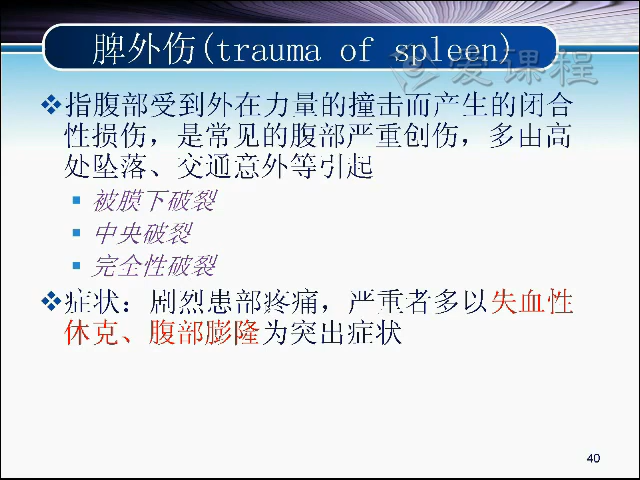 脾外伤(trauma of spleen)
爱课程
指腹部受到外在力量的撞击而产生的闭合
性损伤，是常见的腹部严重创伤，多由高
处坠落、交通意外等引起
被膜下破裂
中央破裂
完全性破裂
症状：剧烈患部疼痛，严重者多以失血性
休克、腹部膨隆为突出症状
40